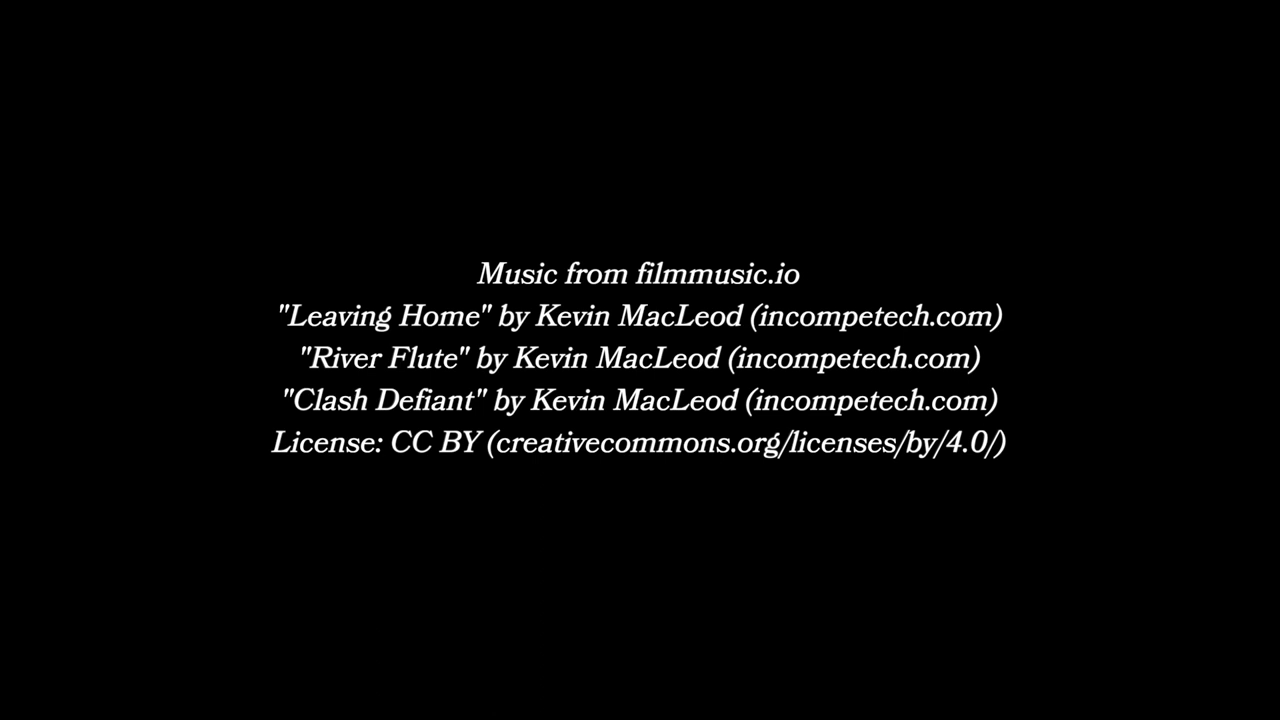 Music from filmmusic.io
"Leaving Home" by Kevin MacLeod (incompetech.com)
"River Flute" by Kevin MacLeod (incompetech.com)
"Clash Defiant" by Kevin MacLeod (incompetech.com)
License: CC BY (creativecommons.org/licenses/by/4.0/)